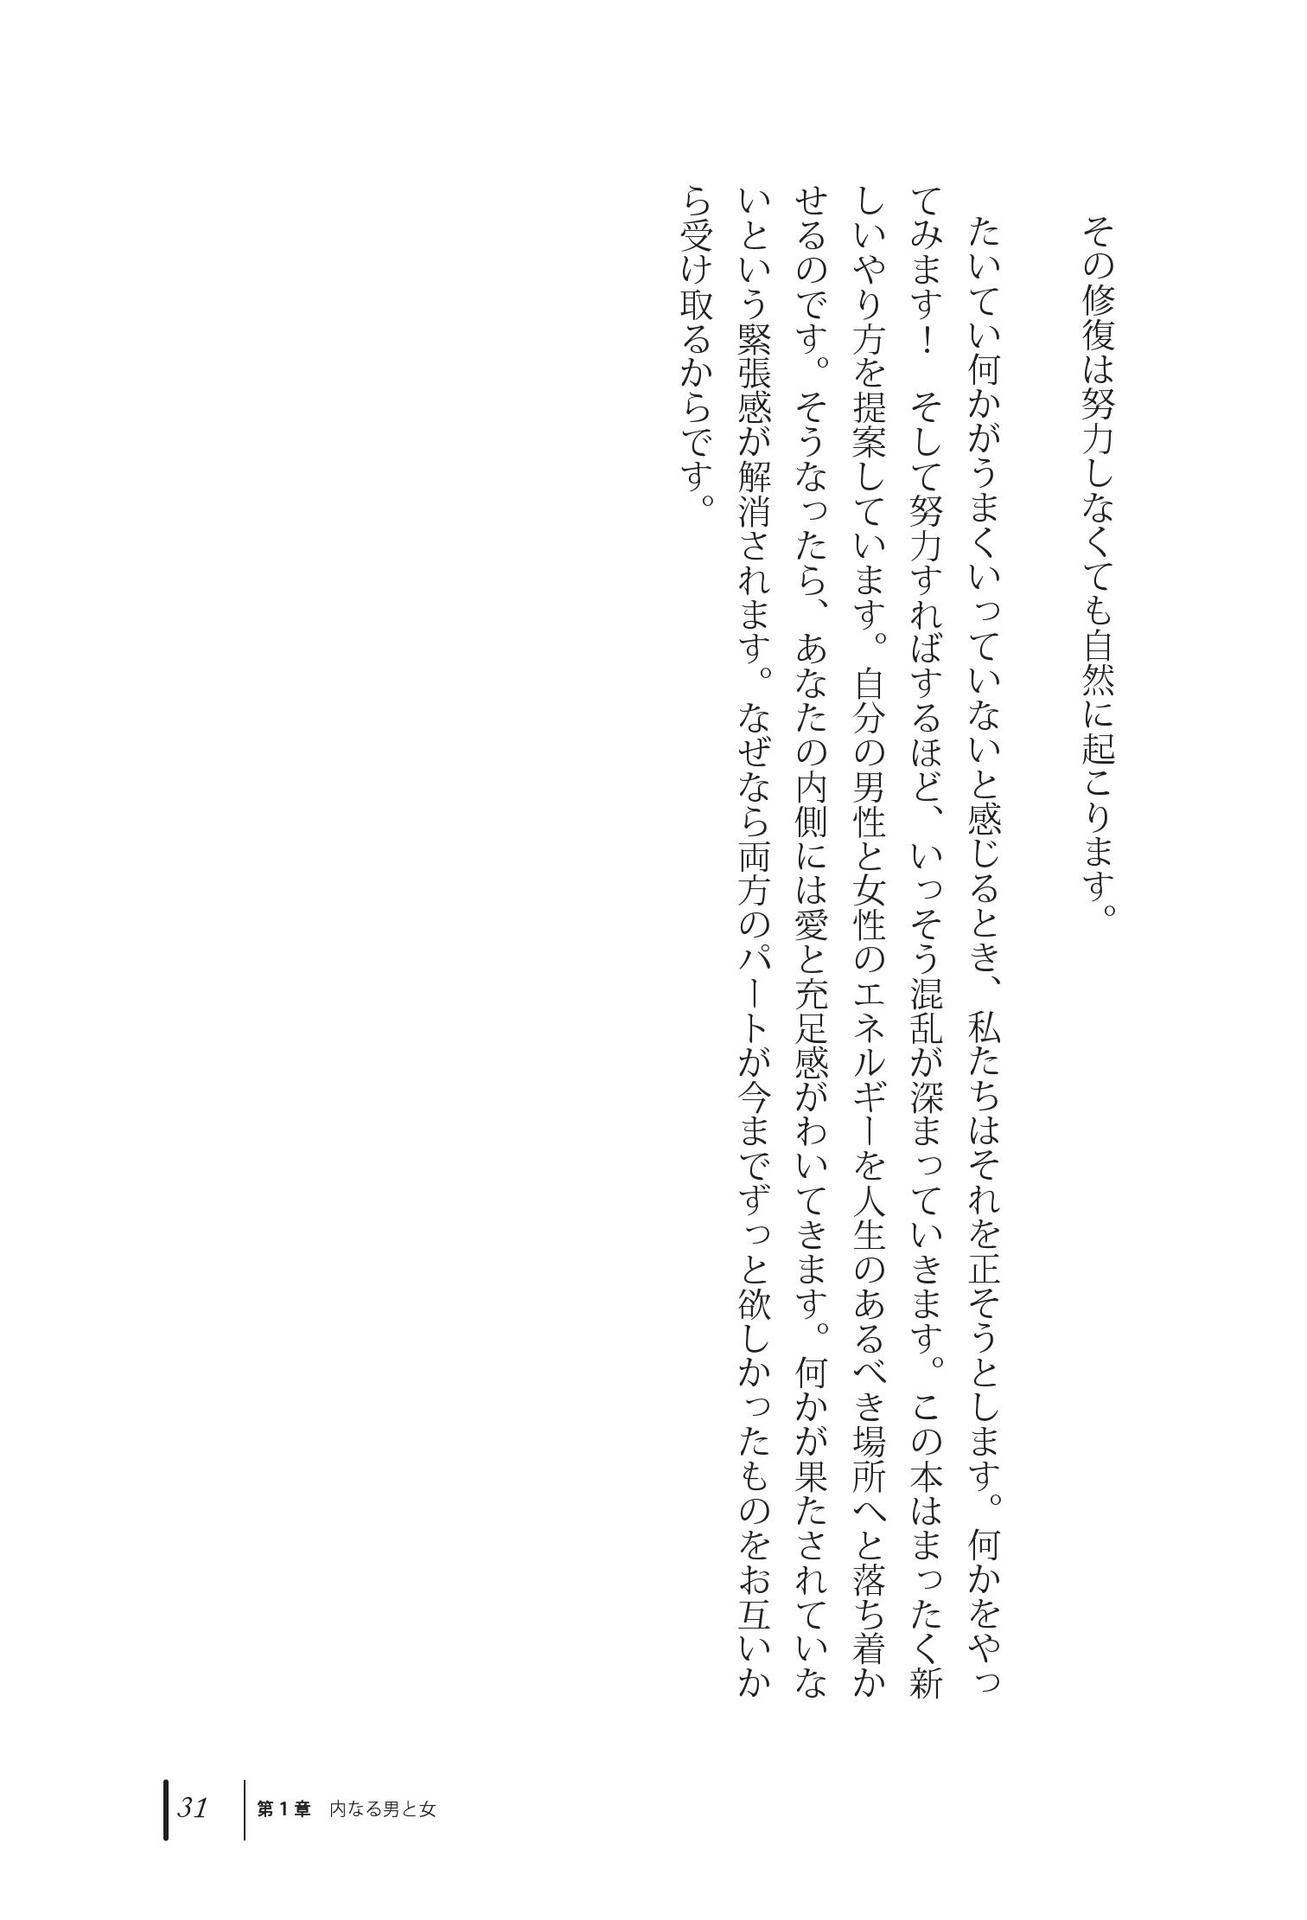 その修復は努力しなくても自然に起こります。
たいてい何かがうまくいっていないと感じるとき、私たちはそれを正そうとします。何かをやっ
てみます！　そして努力すればするほど、いっそう混乱が深まっていきます。この本はまったく新
しいやり方を提案しています。自分の男性と女性のエネルギーを人生のあるべき場所へと落ち着か
せるのです。そうなったら、あなたの内側には愛と充足感がわいてきます。何かが果たされていな
いという緊張感が解消されます。なぜなら両方のパートが今までずっと欲しかったものをお互いか
ら受け取るからです。
31 第1章　内なる男と女